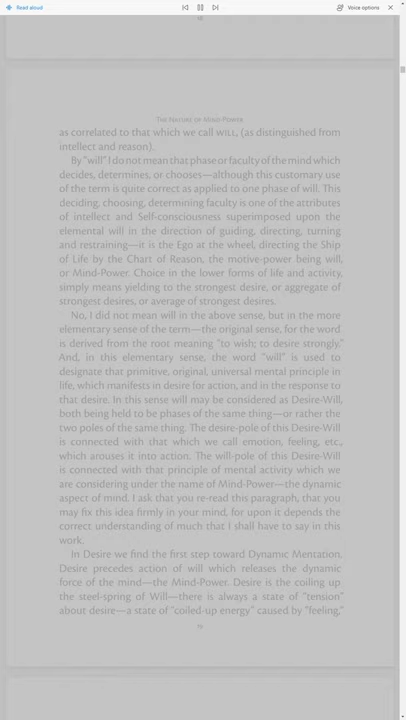 Read aloud
Voice options
18
The Nature of Mind-Power
as correlated to that which we call WILL, (as distinguished from
intellect and reason).
By "will" I do not mean that phase or faculty of the mind which
decides, determines, or chooses—although this customary use
of the term is quite correct as applied to one phase of will. This
deciding, choosing, determining faculty is one of the attributes
of intellect and Self-consciousness superimposed upon the
elemental will in the direction of guiding, directing, turning
and restraining—it is the Ego at the wheel, directing the Ship
of Life by the Chart of Reason, the motive-power being will,
or Mind-Power. Choice in the lower forms of life and activity,
simply means yielding to the strongest desire, or aggregate of
strongest desires, or average of strongest desires.
No, I did not mean will in the above sense, but in the more
elementary sense of the term—the original sense, for the word
is derived from the root meaning "to wish; to desire strongly."
And, in this elementary sense, the word "will" is used to
designate that primitive, original, universal mental principle in
life, which manifests in desire for action, and in the response to
that desire. In this sense will may be considered as Desire-Will,
both being held to be phases of the same thing—or rather the
two poles of the same thing. The desire-pole of this Desire-Will
is connected with that which we call emotion, feeling, etc.,
which arouses it into action. The will-pole of this Desire-Will
is connected with that principle of mental activity which we
are considering under the name of Mind-Power—the dynamic
aspect of mind. I ask that you re-read this paragraph, that you
may fix this idea firmly in your mind, for upon it depends the
correct understanding of much that I shall have to say in this
work.
In Desire we find the first step toward Dynamic Mentation.
Desire precedes action of will which releases the dynamic
force of the mind—the Mind-Power. Desire is the coiling up
the steel-spring of Will—there is always a state of "tension"
about desire—a state of "coiled-up energy" caused by "feeling,"
19